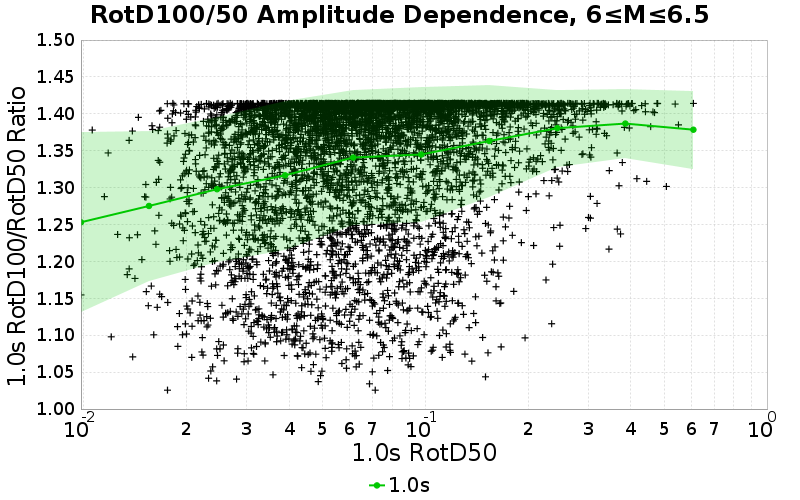 RotD100/50 Amplitude Dependence, 6≤M≤6.5
1.0s RotD100/RotD50 Ratio
1.50
1.45
1.40
1.35
1.30
1.25
1.20
1.15
1.10
1.05
1.00
10-2 2 3 4 5 6 7 10-1 2 3 4 5 6 7 100
1.0s RotD50
1.0s